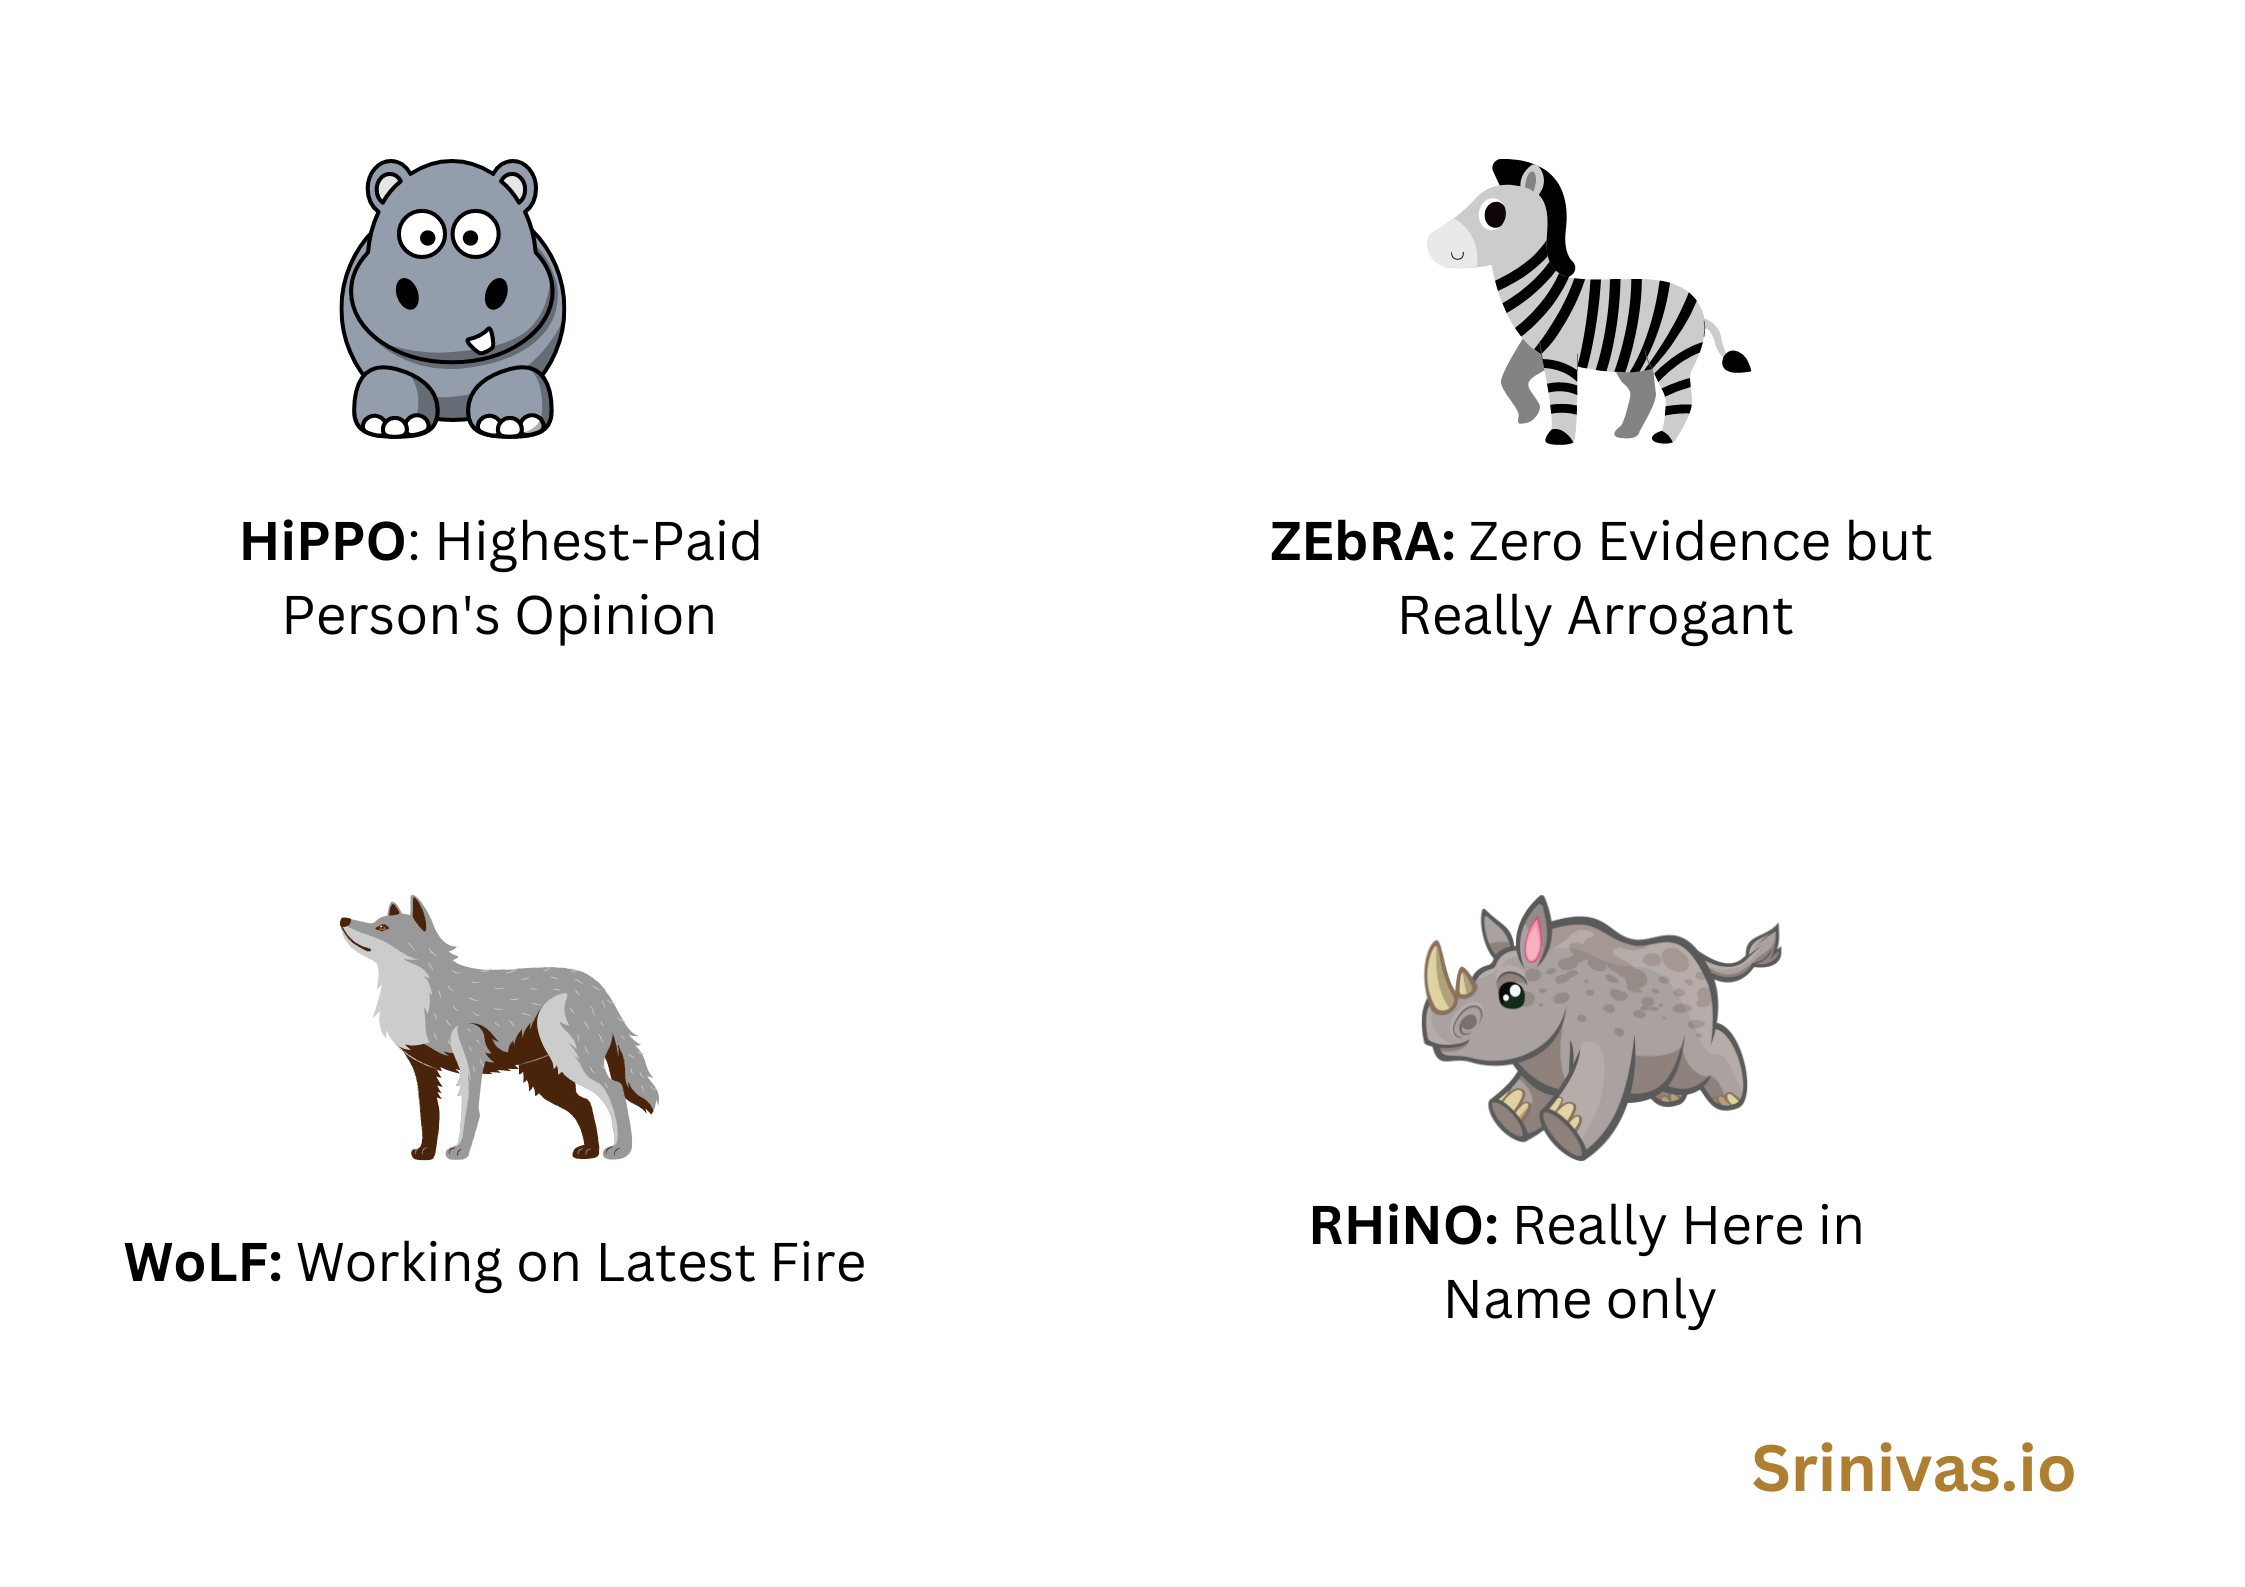 HiPPO: Highest-Paid
Person's Opinion
ZEbRA: Zero Evidence but
Really Arrogant
WoLF: Working on Latest Fire
RHiNO: Really Here in
Name only
Srinivas.io